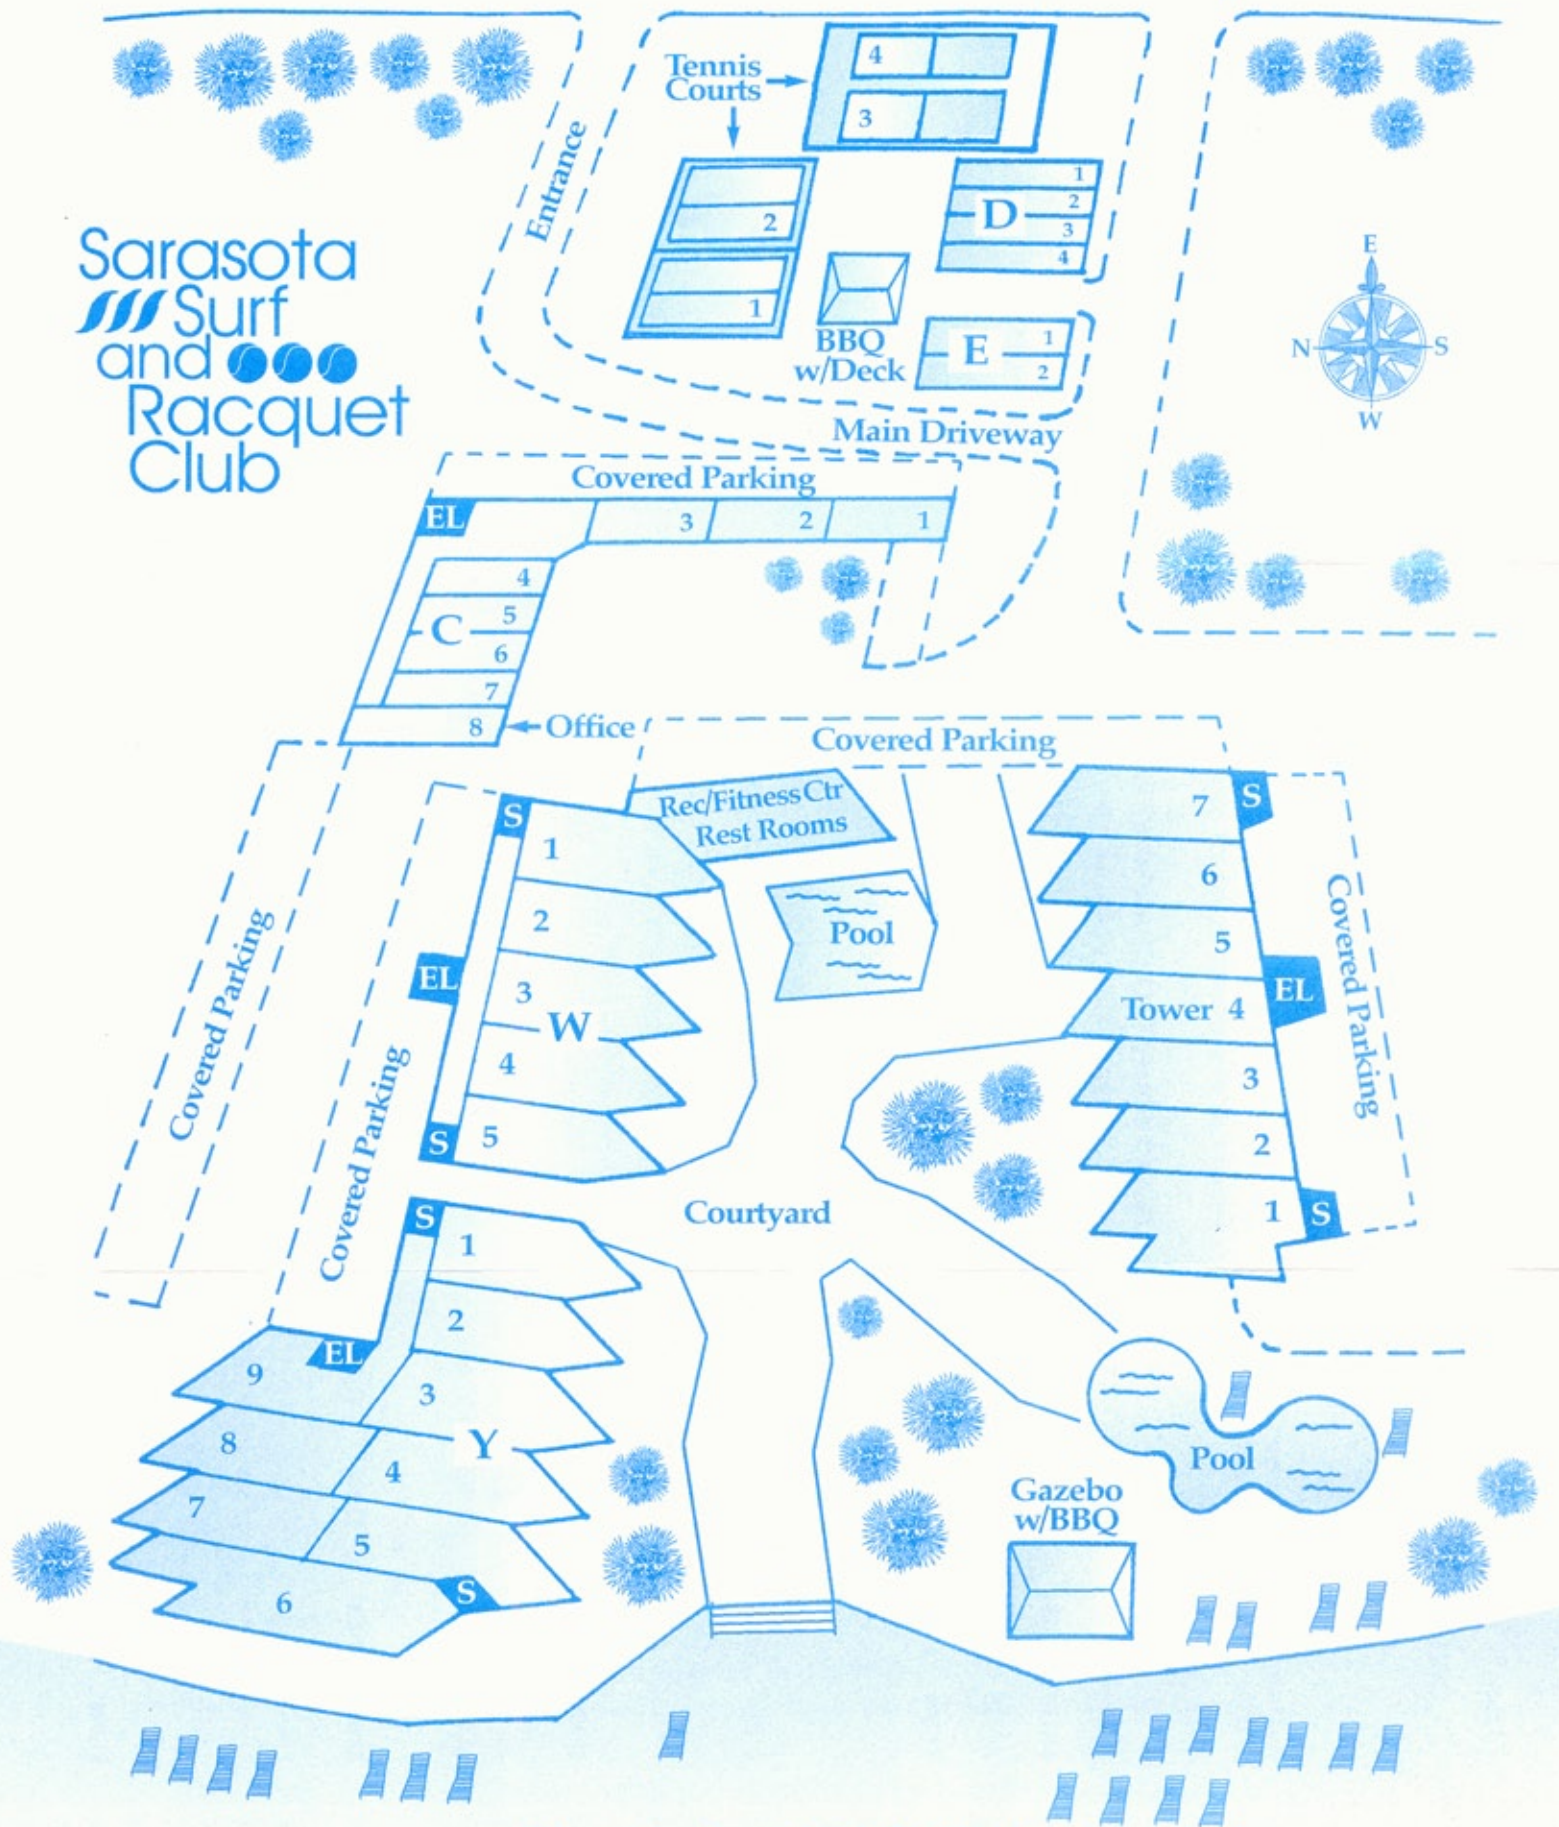 Sarasota
Surf
and
Racquet
Club
Entrance
Tennis
Courts
4
3
2
1
D
1
2
3
4
BBQ
w/Deck
E
1
2
E
N
S
W
Main Driveway
Covered Parking
EL
3
2
1
C
4
5
6
7
8
Office
Covered Parking
Rec/Fitness Ctr
Rest Rooms
Pool
Covered Parking
Covered Parking
S
1
2
3
W
EL
4
5
S
7
S
6
5
Tower 4
EL
3
2
1
S
Covered Parking
Courtyard
S
1
2
EL
9
3
8
Y
4
7
5
6
S
Pool
Gazebo
w/BBQ